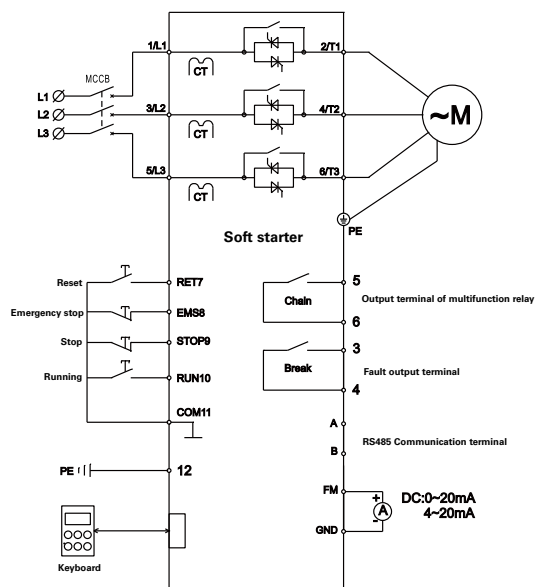 1/L1
2/T1
MCCB
CT
L1
L2
L3
3/L2
4/T2
CT
~M
5/L3
6/T3
CT
PE
Soft starter
Reset
RET7
Emergency stop
EMS8
Stop
STOP9
Running
RUN10
COM11
PE
12
Keyboard
5
Chain
Output terminal of multifunction relay
6
3
Break
Fault output terminal
4
A
RS485 Communication terminal
B
FM
+
A
-
DC:0~20mA
4~20mA
GND